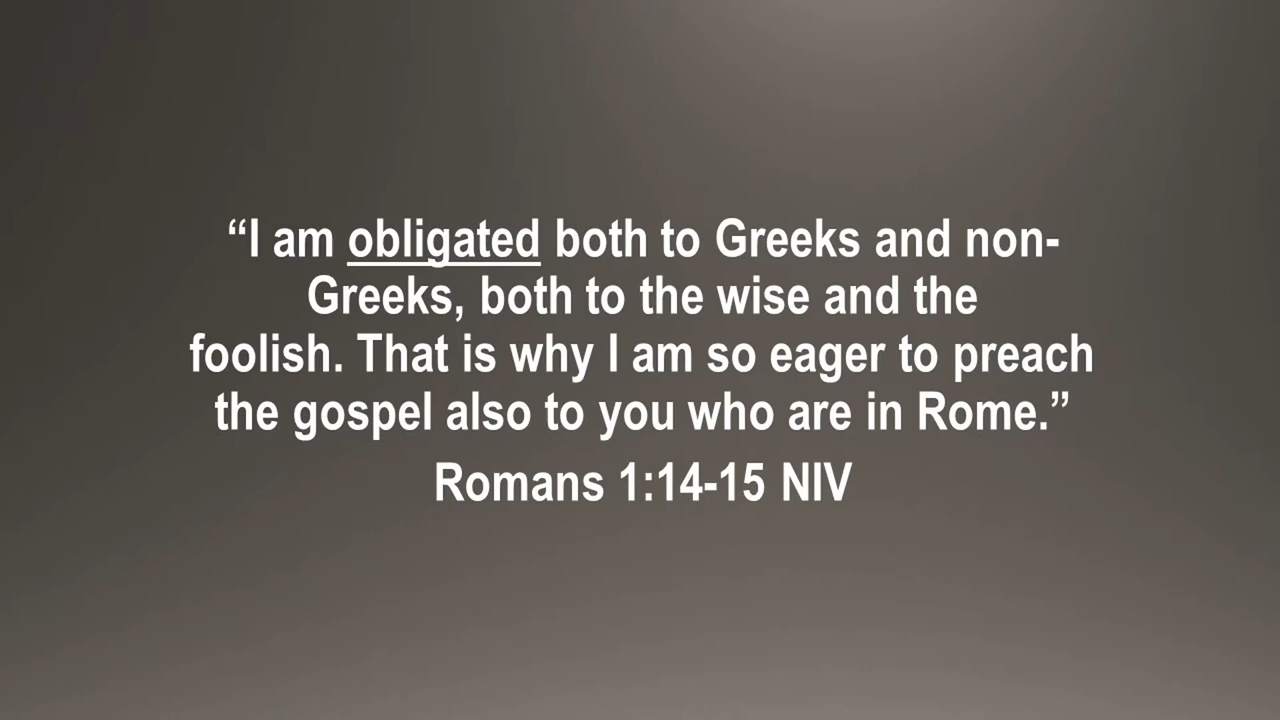 “I am obligated both to Greeks and non-
Greeks, both to the wise and the
foolish. That is why I am so eager to preach
the gospel also to you who are in Rome.”
Romans 1:14-15 NIV